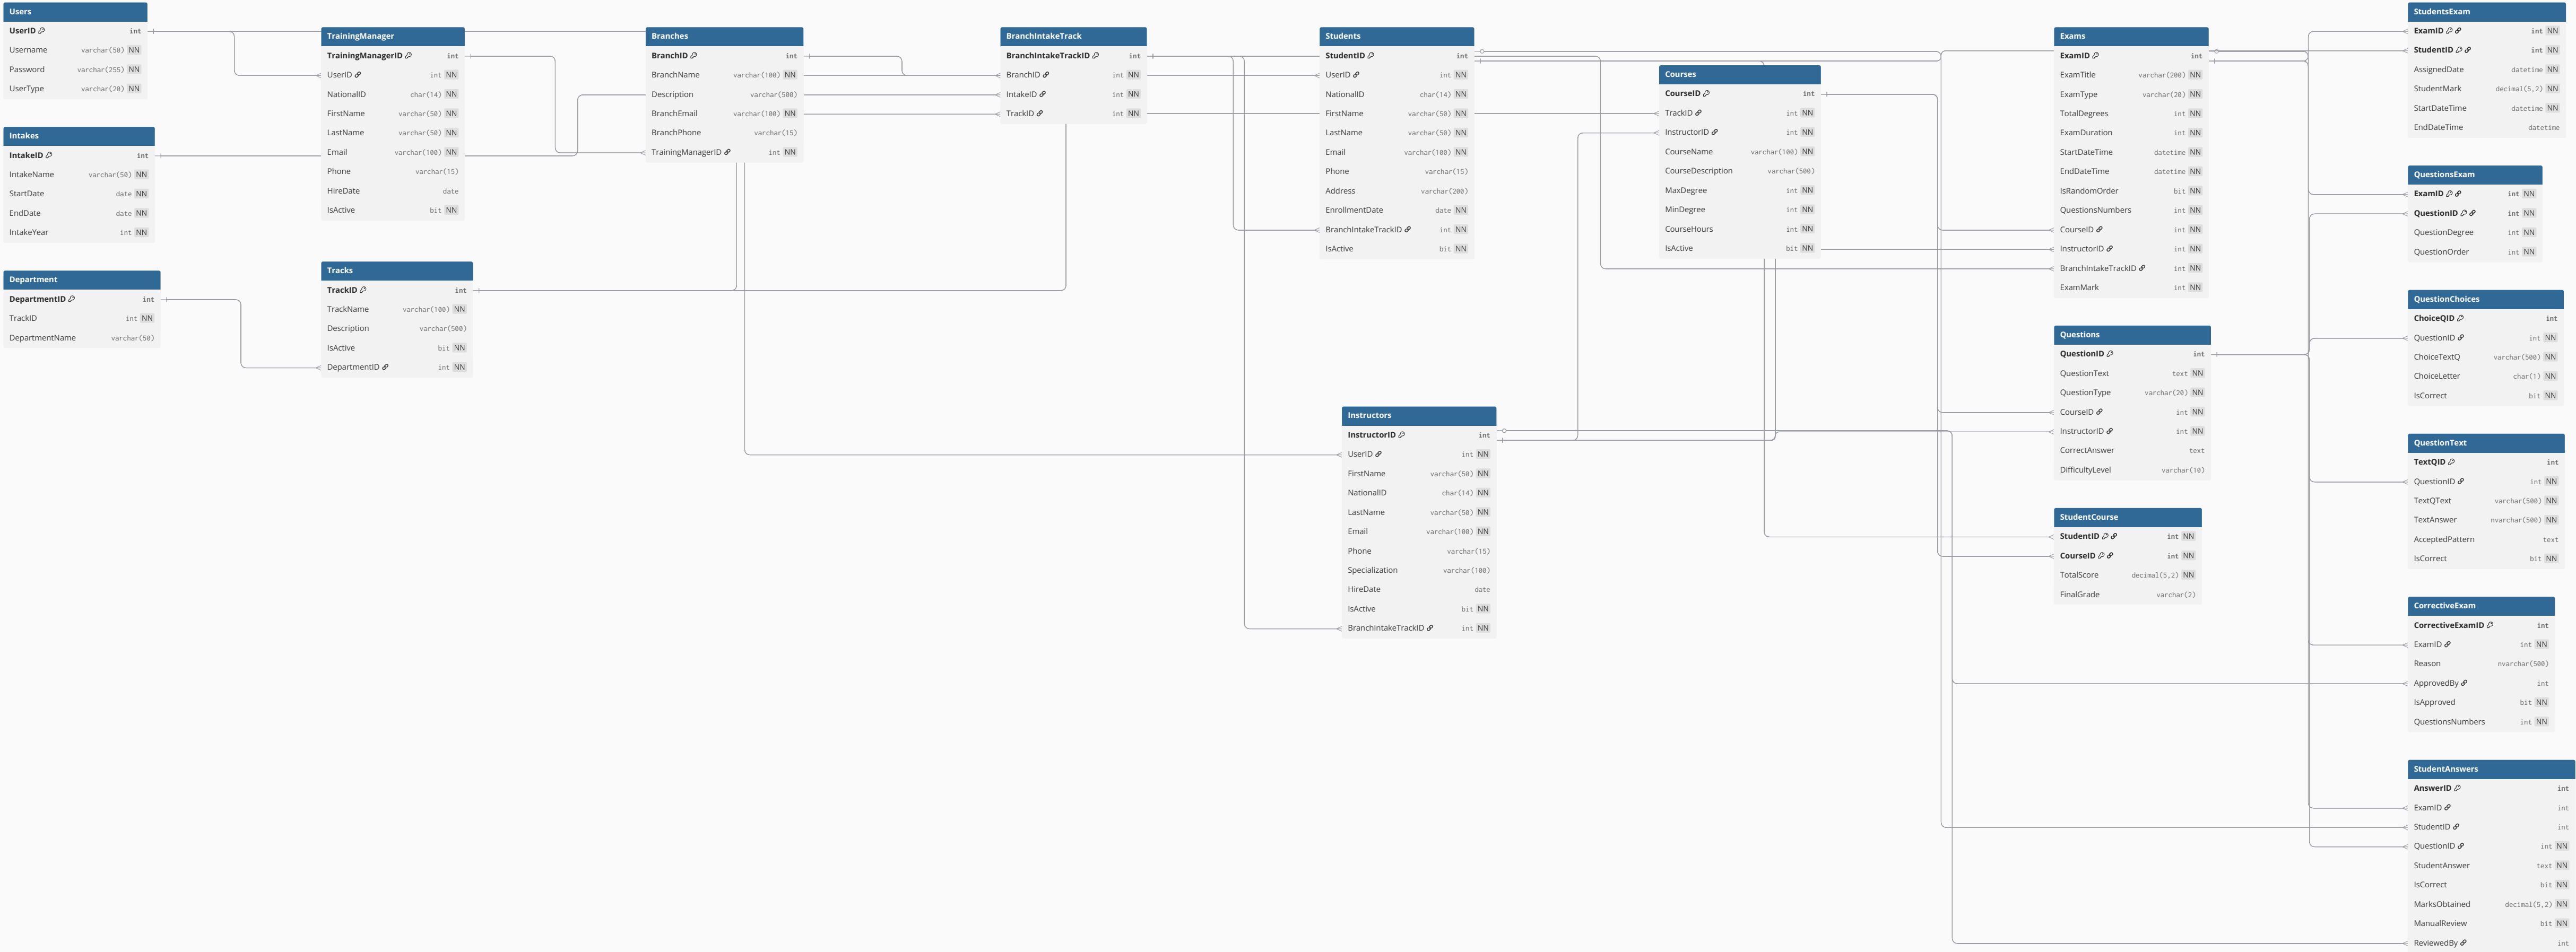 Users
UserID int
Username varchar(50) NN
Password varchar(255) NN
UserType varchar(20) NN
Intakes
IntakeID int
IntakeName varchar(50) NN
StartDate date NN
EndDate date NN
IntakeYear int NN
Department
DepartmentID int
TrackID int NN
DepartmentName varchar(50)
TrainingManager
TrainingManagerID int
UserID int NN
NationalID char(14) NN
FirstName varchar(50) NN
LastName varchar(50) NN
Email varchar(100) NN
Phone varchar(15)
HireDate date
IsActive bit NN
Tracks
TrackID int
TrackName varchar(100) NN
Description varchar(500)
IsActive bit NN
DepartmentID int NN
Branches
BranchID int
BranchName varchar(100) NN
Description varchar(500)
BranchEmail varchar(100) NN
BranchPhone varchar(15)
TrainingManagerID int NN
BranchIntakeTrack
BranchIntakeTrackID int
BranchID int NN
IntakeID int NN
TrackID int NN
Students
StudentID int
UserID int NN
NationalID char(14) NN
FirstName varchar(50) NN
LastName varchar(50) NN
Email varchar(100) NN
Phone varchar(15)
Address varchar(200)
EnrollmentDate date NN
BranchIntakeTrackID int NN
IsActive bit NN
Instructors
InstructorID int
UserID int NN
FirstName varchar(50) NN
NationalID char(14) NN
LastName varchar(50) NN
Email varchar(100) NN
Phone varchar(15)
Specialization varchar(100)
HireDate date
IsActive bit NN
BranchIntakeTrackID int NN
Courses
CourseID int
TrackID int NN
InstructorID int NN
CourseName varchar(100) NN
CourseDescription varchar(500)
MaxDegree int NN
MinDegree int NN
CourseHours int NN
IsActive bit NN
Exams
ExamID int
ExamTitle varchar(200) NN
ExamType varchar(20) NN
TotalDegrees int NN
ExamDuration int NN
StartDateTime datetime NN
EndDateTime datetime NN
IsRandomOrder bit NN
QuestionsNumbers int NN
CourseID int NN
InstructorID int NN
BranchIntakeTrackID int NN
ExamMark int NN
Questions
QuestionID int
QuestionText text NN
QuestionType varchar(20) NN
CourseID int NN
InstructorID int NN
CorrectAnswer text
DifficultyLevel varchar(10)
StudentCourse
StudentID int NN
CourseID int NN
TotalScore decimal(5,2) NN
FinalGrade varchar(2)
StudentsExam
ExamID int NN
StudentID int NN
AssignedDate datetime NN
StudentMark decimal(5,2) NN
StartDateTime datetime NN
EndDateTime datetime
QuestionsExam
ExamID int NN
QuestionID int NN
QuestionDegree int NN
QuestionOrder int NN
QuestionChoices
ChoiceQID int
QuestionID int NN
ChoiceTextQ varchar(500) NN
ChoiceLetter char(1) NN
IsCorrect bit NN
QuestionText
TextQID int
QuestionID int NN
TextQText varchar(500) NN
TextAnswer nvarchar(500) NN
AcceptedPattern text
IsCorrect bit NN
CorrectiveExam
CorrectiveExamID int
ExamID int NN
Reason nvarchar(500)
ApprovedBy int
IsApproved bit NN
QuestionsNumbers int NN
StudentAnswers
AnswerID int
ExamID int
StudentID int
QuestionID int NN
StudentAnswer text NN
IsCorrect bit NN
MarksObtained decimal(5,2) NN
ManualReview bit NN
ReviewedBy int